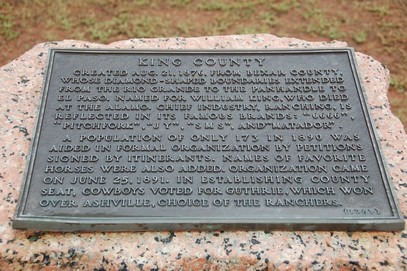 KING COUNTY
CREATED AUG. 21, 1876, FROM BEXAR COUNTY,
WHOSE DIAMOND-SHAPED BOUNDARIES EXTENDED
FROM THE RIO GRANDE TO THE PANHANDLE TO
EL PASO. NAMED FOR WILLIAM KING, WHO DIED
AT THE ALAMO. CHIEF INDUSTRY, RANCHING, IS
REFLECTED IN ITS FAMOUS BRANDS: "6666",
"PITCHFORK", "J Y", "S M S", AND "MATADOR".
A POPULATION OF ONLY 173 IN 1890 WAS
AIDED IN FORMAL ORGANIZATION BY PETITIONS
SIGNED BY ITINERANTS. NAMES OF FAVORITE
HORSES WERE ALSO ADDED. ORGANIZATION CAME
ON JUNE 25, 1891. IN ESTABLISHING COUNTY
SEAT, COWBOYS VOTED FOR GUTHRIE, WHICH WON
OVER ASHVILLE, CHOICE OF THE RANCHERS.